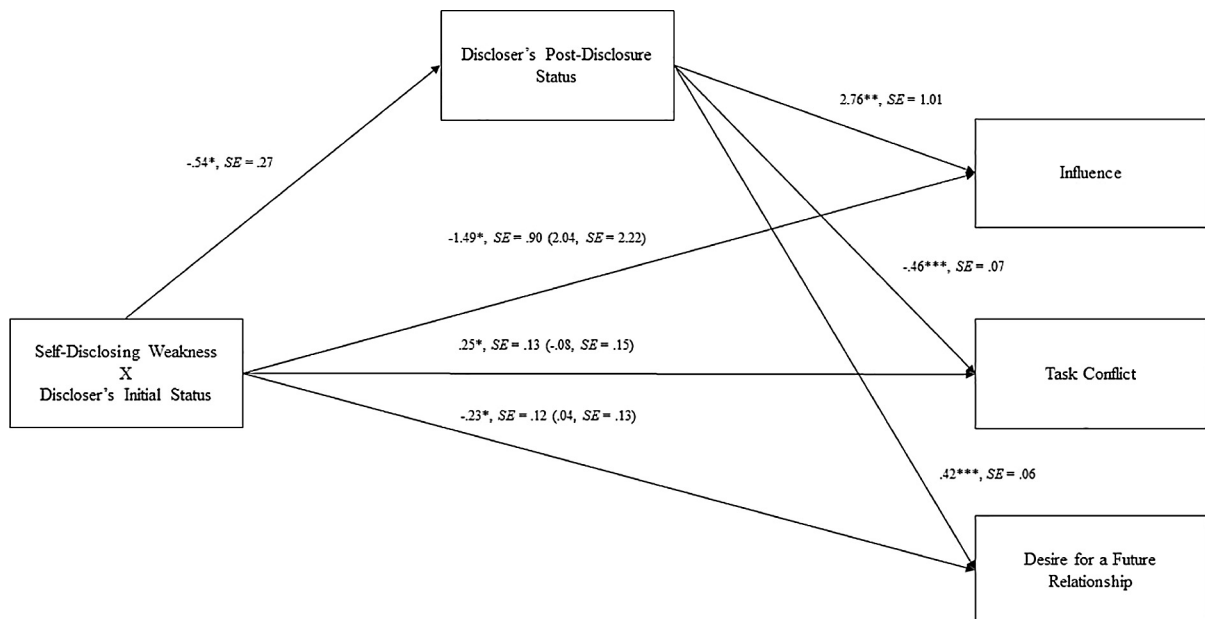 Discloser's Post-Disclosure
Status
2.76**, SE = 1.01
Influence
-.54*, SE = .27
-1.49*, SE = .90 (2.04, SE = 2.22)
-.46***, SE = .07
Self-Disclosing Weakness
X
Discloser's Initial Status
.25*, SE = .13 (-.08, SE = .15)
Task Conflict
-.23*, SE = .12 (.04, SE = .13)
.42***, SE = .06
Desire for a Future
Relationship